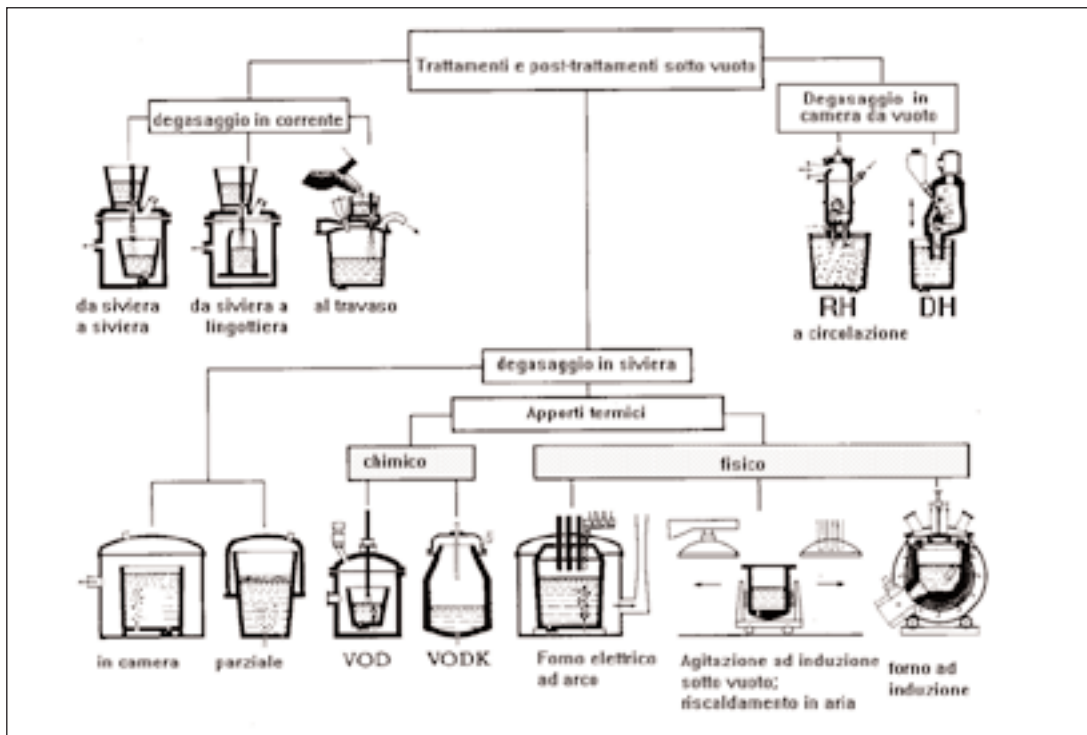 Trattamenti e post-trattamenti sotto vuoto
degasaggio in corrente
Degasaggio in
camera da vuoto
da siviera
a siviera
da siviera a
lingottiera
al travaso
RH
DH
a circolazione
degasaggio in siviera
Apporti termici
chimico
fisico
in camera
parziale
VOD
VODK
Forno elettrico
ad arco
Agitazione ad induzione
sotto vuoto;
riscaldamento in aria
forno ad
induzione